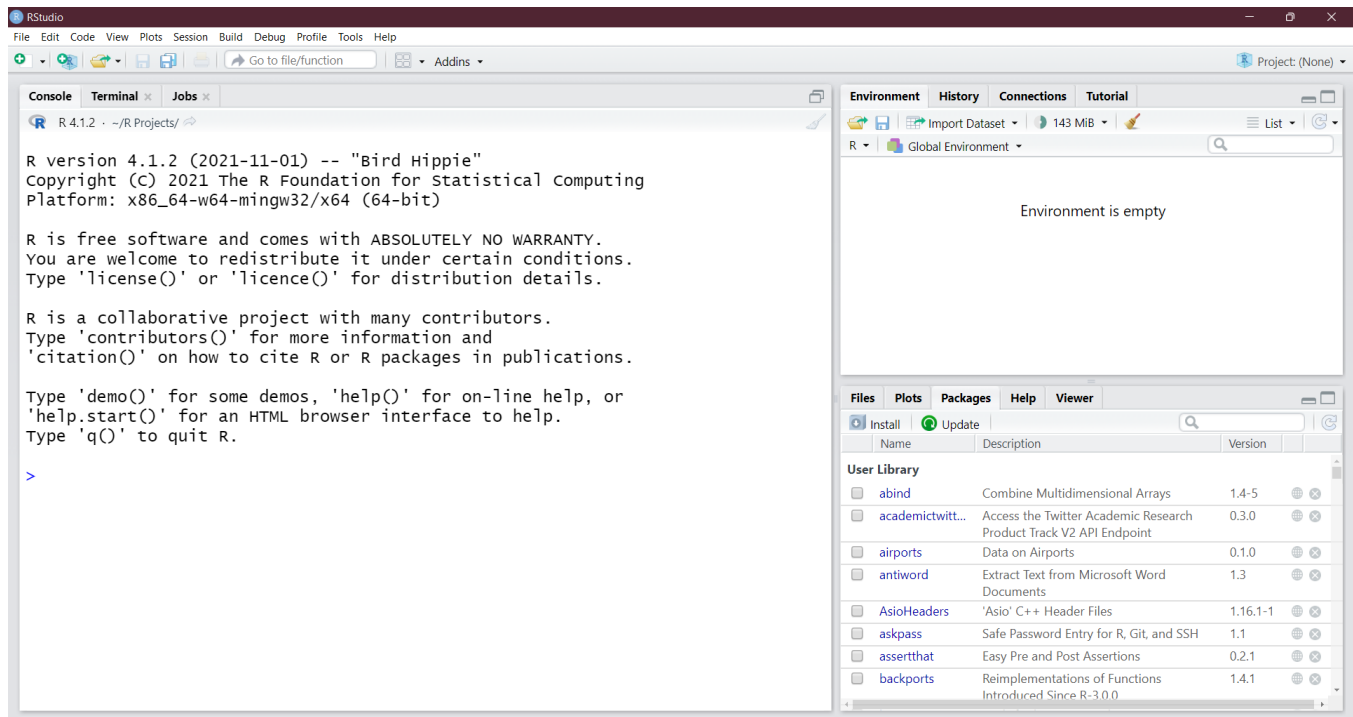 RStudio
File Edit Code View Plots Session Build Debug Profile Tools Help
Go to file/function Addins Project: (None)
Console Terminal Jobs
R 4.1.2 · ~/R Projects/
R version 4.1.2 (2021-11-01) -- "Bird Hippie"
Copyright (C) 2021 The R Foundation for Statistical Computing
Platform: x86_64-w64-mingw32/x64 (64-bit)
R is free software and comes with ABSOLUTELY NO WARRANTY.
You are welcome to redistribute it under certain conditions.
Type 'license()' or 'licence()' for distribution details.
R is a collaborative project with many contributors.
Type 'contributors()' for more information and
'citation()' on how to cite R or R packages in publications.
Type 'demo()' for some demos, 'help()' for on-line help, or
'help.start()' for an HTML browser interface to help.
Type 'q()' to quit R.
>
Environment History Connections Tutorial
Import Dataset 143 MiB List
R Global Environment
Environment is empty
Files Plots Packages Help Viewer
Install Update
Name Description Version
User Library
abind Combine Multidimensional Arrays 1.4-5
academictwitt... Access the Twitter Academic Research 0.3.0
Product Track V2 API Endpoint
airports Data on Airports 0.1.0
antiword Extract Text from Microsoft Word 1.3
Documents
AsioHeaders 'Asio' C++ Header Files 1.16.1-1
askpass Safe Password Entry for R, Git, and SSH 1.1
assertthat Easy Pre and Post Assertions 0.2.1
backports Reimplementations of Functions 1.4.1
Introduced Since R-3.0.0